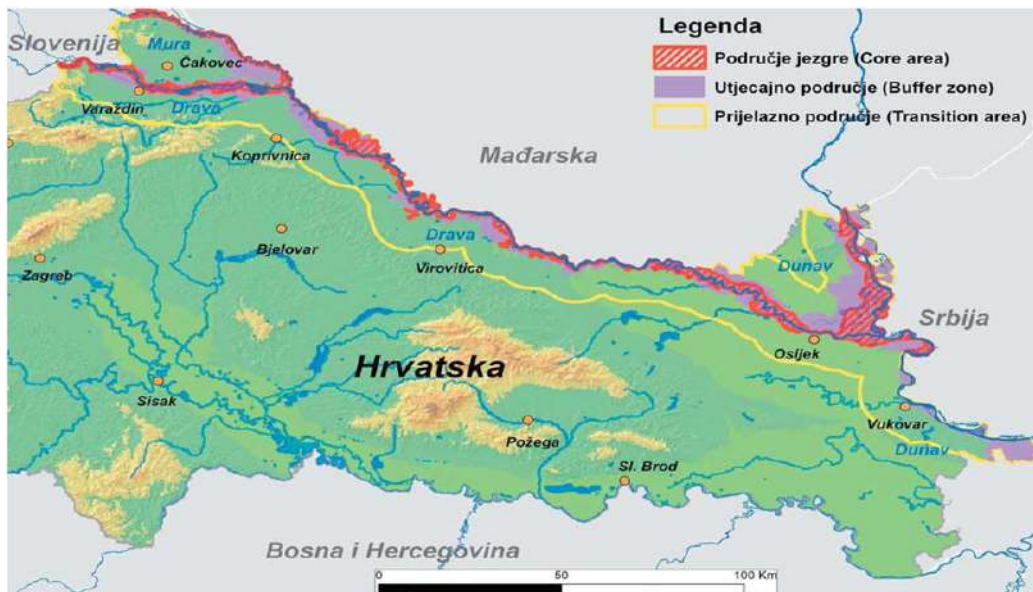 Legenda
Područje jezgre (Core area)
Utjecajno područje (Buffer zone)
Prijelazno područje (Transition area)
Slovenija
Mura
Čakovec
Varaždin
Drava
Koprivnica
Mađarska
Bjelovar
Drava
Virovitica
Zagreb
Dunav
Srbija
Osijek
Hrvatska
Sisak
Požega
Vukovar
Dunav
Sl. Brod
Bosna i Hercegovina
0 50 100 Km